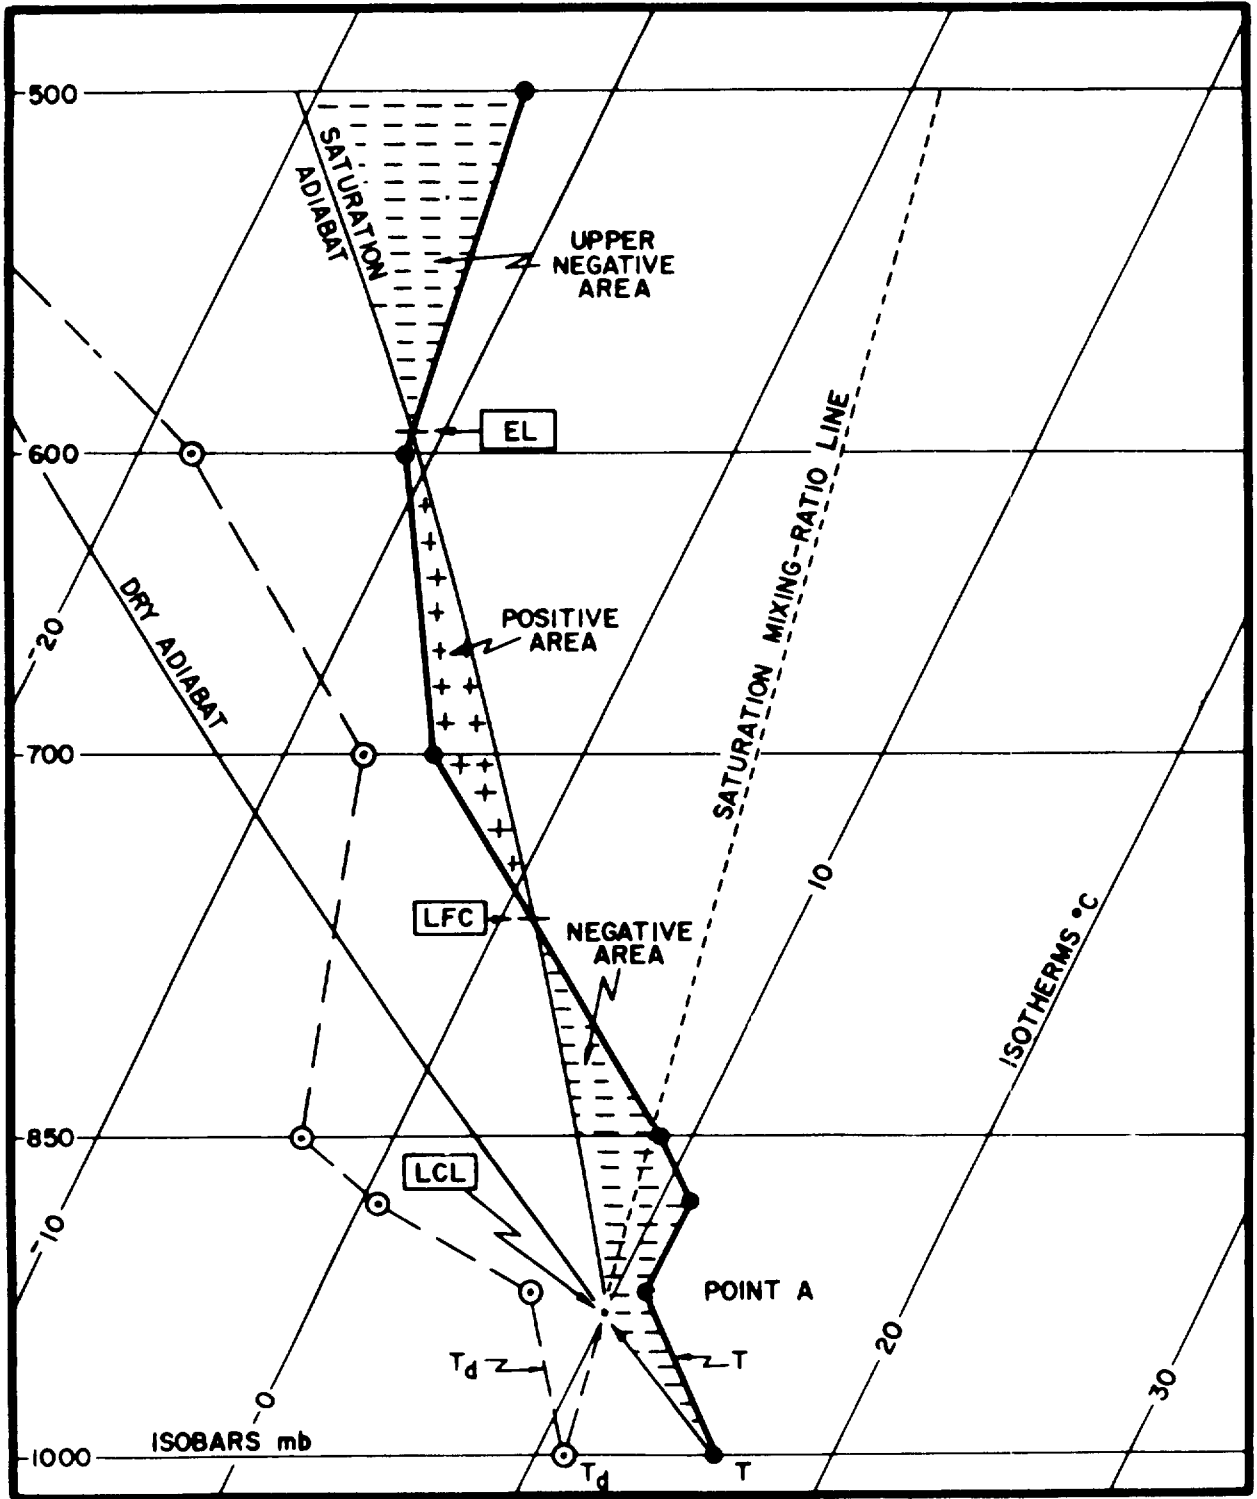 500
SATURATION
ADIABAT
UPPER
NEGATIVE
AREA
EL
600
SATURATION MIXING-RATIO LINE
DRY ADIABAT
-20
POSITIVE
AREA
700
10
LFC
NEGATIVE
AREA
ISOTHERMS °C
850
LCL
-10
POINT A
20
Td
T
30
0
ISOBARS mb
1000
Td
T